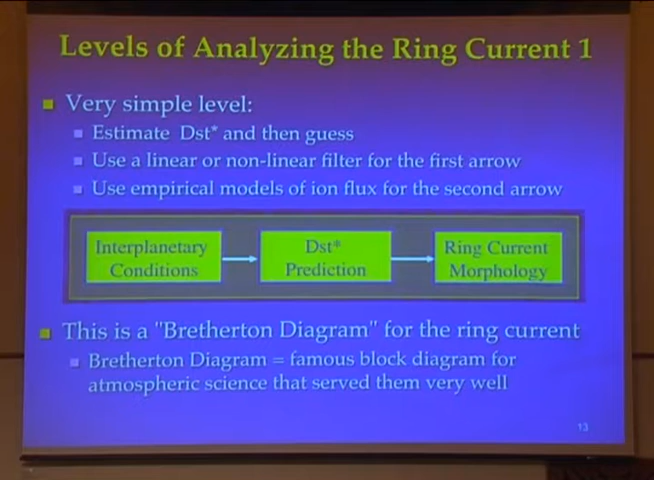 Levels of Analyzing the Ring Current 1
Very simple level:
Estimate Dst* and then guess
Use a linear or non-linear filter for the first arrow
Use empirical models of ion flux for the second arrow
Interplanetary
Conditions
Dst*
Prediction
Ring Current
Morphology
This is a "Bretherton Diagram" for the ring current
Bretherton Diagram = famous block diagram for
atmospheric science that served them very well
13